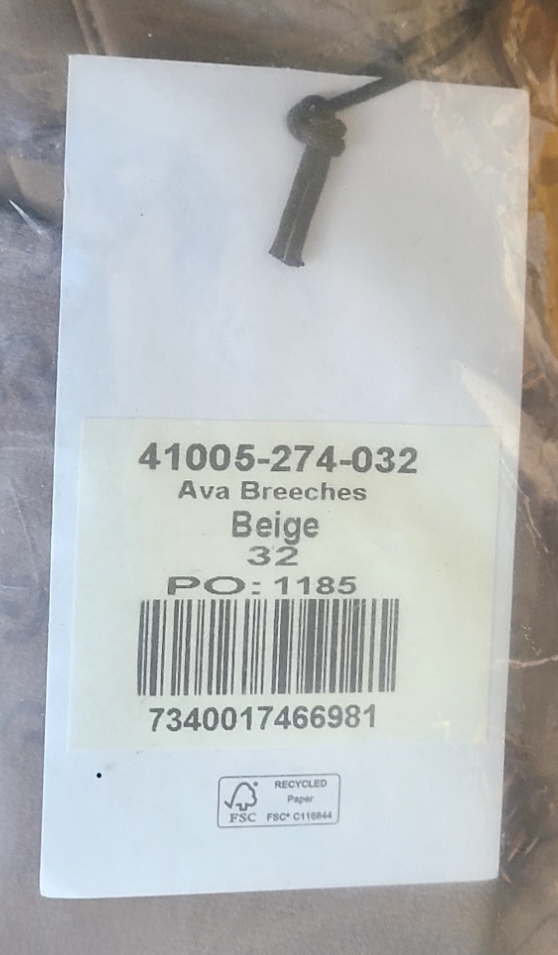 41005-274-032
Ava Breeches
Beige
32
PO: 1185
7340017466981
RECYCLED
Paper
FSC
FSC® C116844